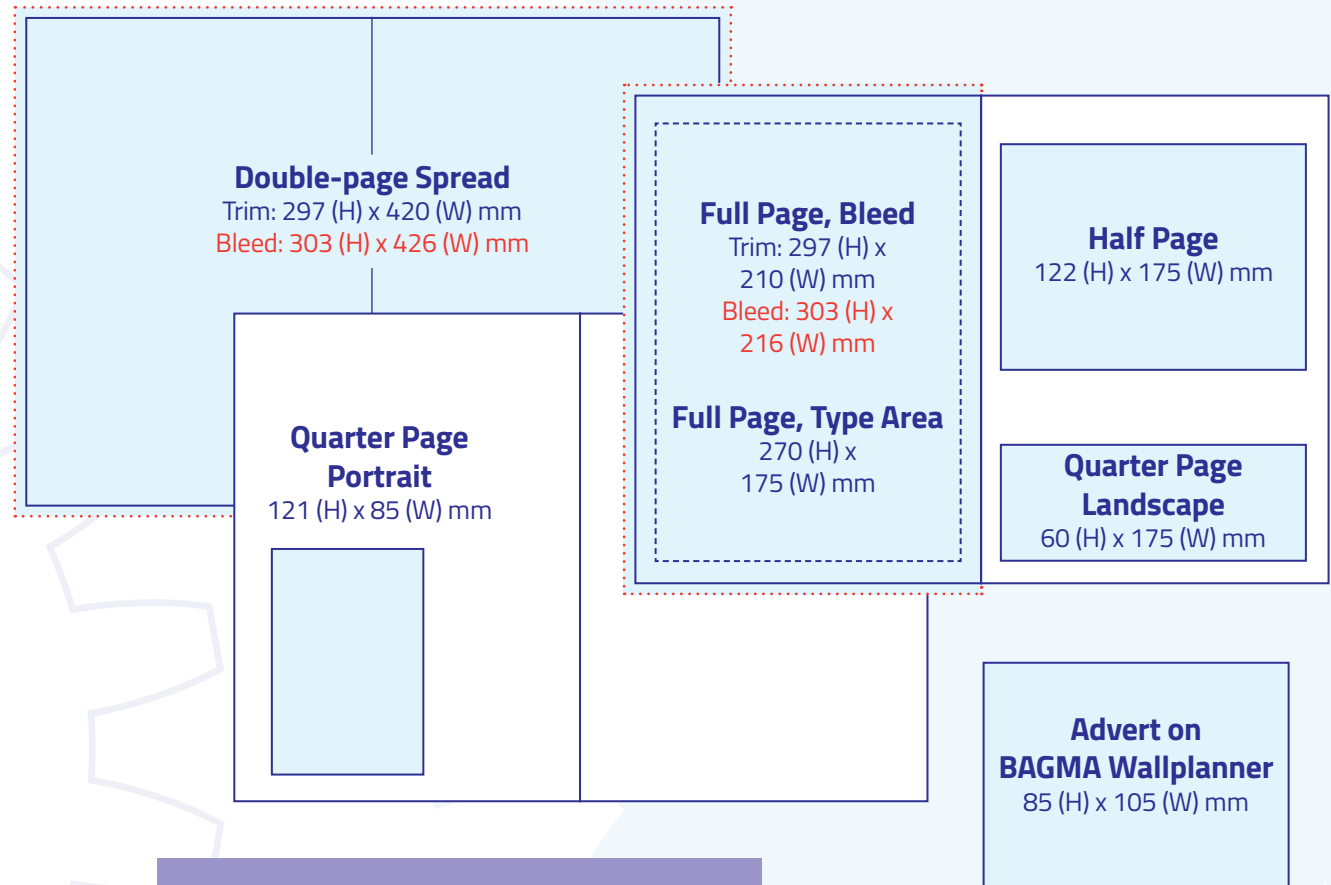 Double-page Spread
Trim: 297 (H) x 420 (W) mm
Bleed: 303 (H) x 426 (W) mm
Full Page, Bleed
Trim: 297 (H) x
210 (W) mm
Bleed: 303 (H) x
216 (W) mm
Full Page, Type Area
270 (H) x
175 (W) mm
Half Page
122 (H) x 175 (W) mm
Quarter Page
Portrait
121 (H) x 85 (W) mm
Quarter Page
Landscape
60 (H) x 175 (W) mm
Advert on
BAGMA Wallplanner
85 (H) x 105 (W) mm